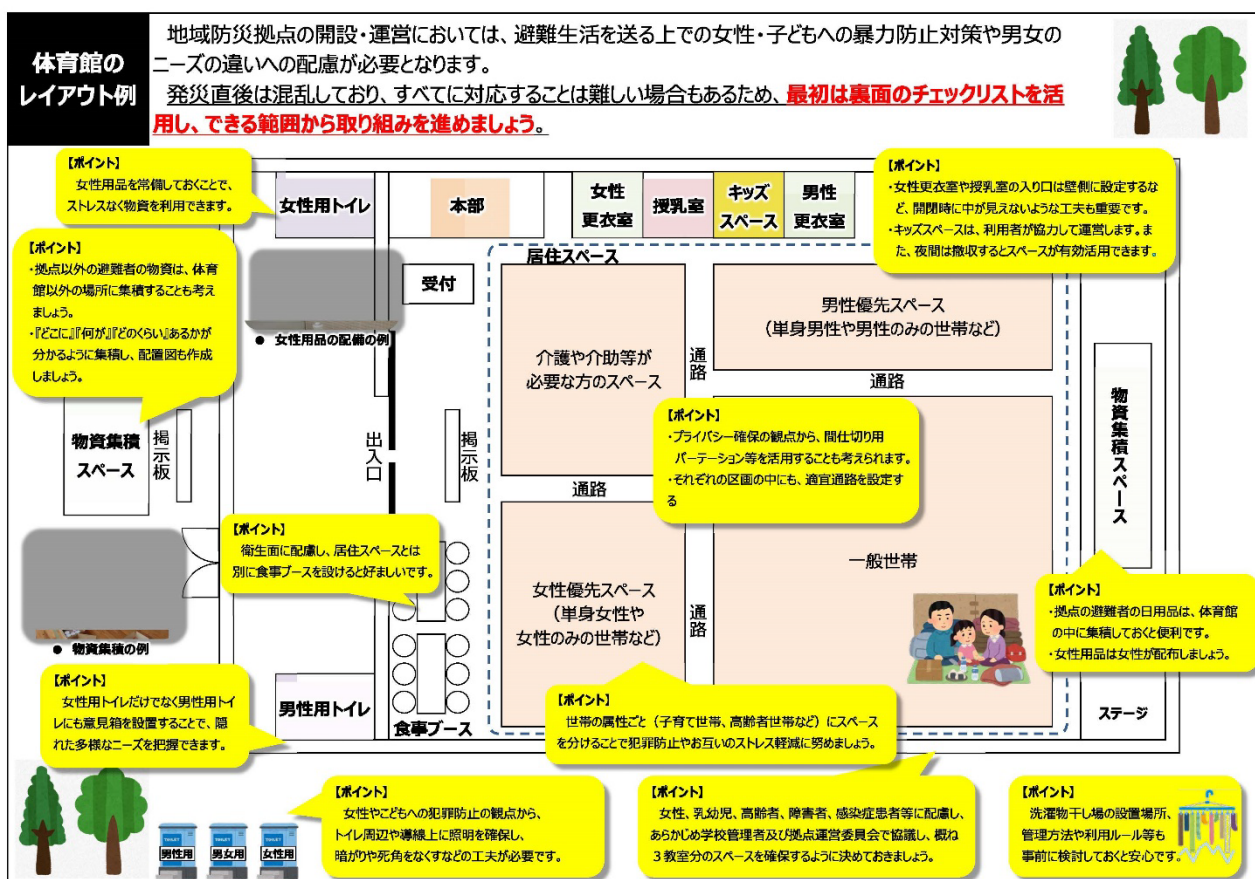 体育館の
レイアウト例
地域防災拠点の開設・運営においては、避難生活を送る上での女性・子どもへの暴力防止対策や男女の
ニーズの違いへの配慮が必要となります。
発災直後は混乱しており、すべてに対応することは難しい場合もあるため、最初は裏面のチェックリストを活
用し、できる範囲から取り組みを進めましょう。
【ポイント】
女性用品を常備しておくことで、
ストレスなく物資を利用できます。
女性用トイレ
本部
女性
更衣室
授乳室
キッズ
スペース
男性
更衣室
【ポイント】
・女性更衣室や授乳室の入り口は壁側に設定するな
ど、開閉時に中が見えないような工夫も重要です。
・キッズスペースは、利用者が協力して運営します。ま
た、夜間は撤収するとスペースが有効活用できます。
【ポイント】
・拠点以外の避難者の物資は、体育
館以外の場所に集積することも考え
ましょう。
・『どこに』『何が』『どのくらい』あるかが
分かるように集積し、配置図も作成
しましょう。
受付
● 女性用品の配備の例
居住スペース
介護や介助等が
必要な方のスペース
通路
男性優先スペース
（単身男性や男性のみの世帯など）
通路
物資集積
スペース
掲示板
出入口
掲示板
【ポイント】
・プライバシー確保の観点から、間仕切り用
パーテーション等を活用することも考えられます。
・それぞれの区画の中にも、適宜通路を設定す
る
物資集積スペース
通路
【ポイント】
衛生面に配慮し、居住スペースとは
別に食事ブースを設けると好ましいです。
一般世帯
女性優先スペース
（単身女性や
女性のみの世帯など）
通路
【ポイント】
・拠点の避難者の日用品は、体育館
の中に集積しておくと便利です。
・女性用品は女性が配布しましょう。
● 物資集積の例
【ポイント】
女性用トイレだけでなく男性用トイ
レにも意見箱を設置することで、隠
れた多様なニーズを把握できます。
男性用トイレ
食事ブース
【ポイント】
世帯の属性ごと（子育て世帯、高齢者世帯など）にスペース
を分けることで犯罪防止やお互いのストレス軽減に努めましょう。
ステージ
TOILET
男性用
TOILET
男女用
TOILET
女性用
【ポイント】
女性やこどもへの犯罪防止の観点から、
トイレ周辺や導線上に照明を確保し、
暗がりや死角をなくすなどの工夫が必要です。
【ポイント】
女性、乳幼児、高齢者、障害者、感染症患者等に配慮し、
あらかじめ学校管理者及び拠点運営委員会で協議し、概ね
３教室分のスペースを確保するように決めておきましょう。
【ポイント】
洗濯物干し場の設置場所、
管理方法や利用ルール等も
事前に検討しておくと安心です。